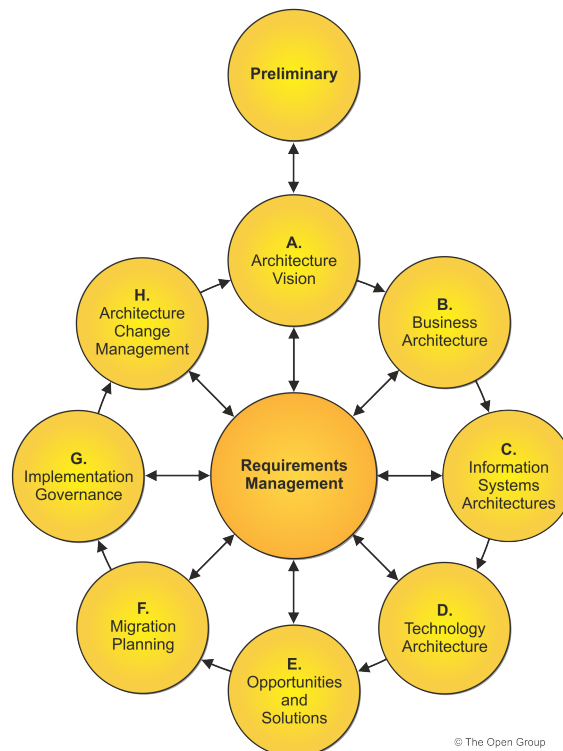 Preliminary
A.
Architecture
Vision
B.
Business
Architecture
C.
Information
Systems
Architectures
D.
Technology
Architecture
E.
Opportunities
and
Solutions
F.
Migration
Planning
G.
Implementation
Governance
H.
Architecture
Change
Management
Requirements
Management
© The Open Group